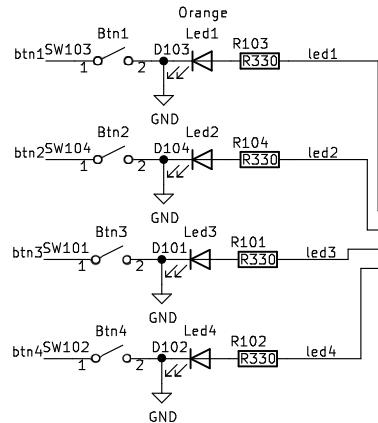 Orange
Btn1 Led1
btn1 SW103 D103 R103 led1
1 2 R330
GND
Btn2 Led2
btn2 SW104 D104 R104 led2
1 2 R330
GND
Btn3 Led3
btn3 SW101 D101 R101 led3
1 2 R330
GND
Btn4 Led4
btn4 SW102 D102 R102 led4
1 2 R330
GND